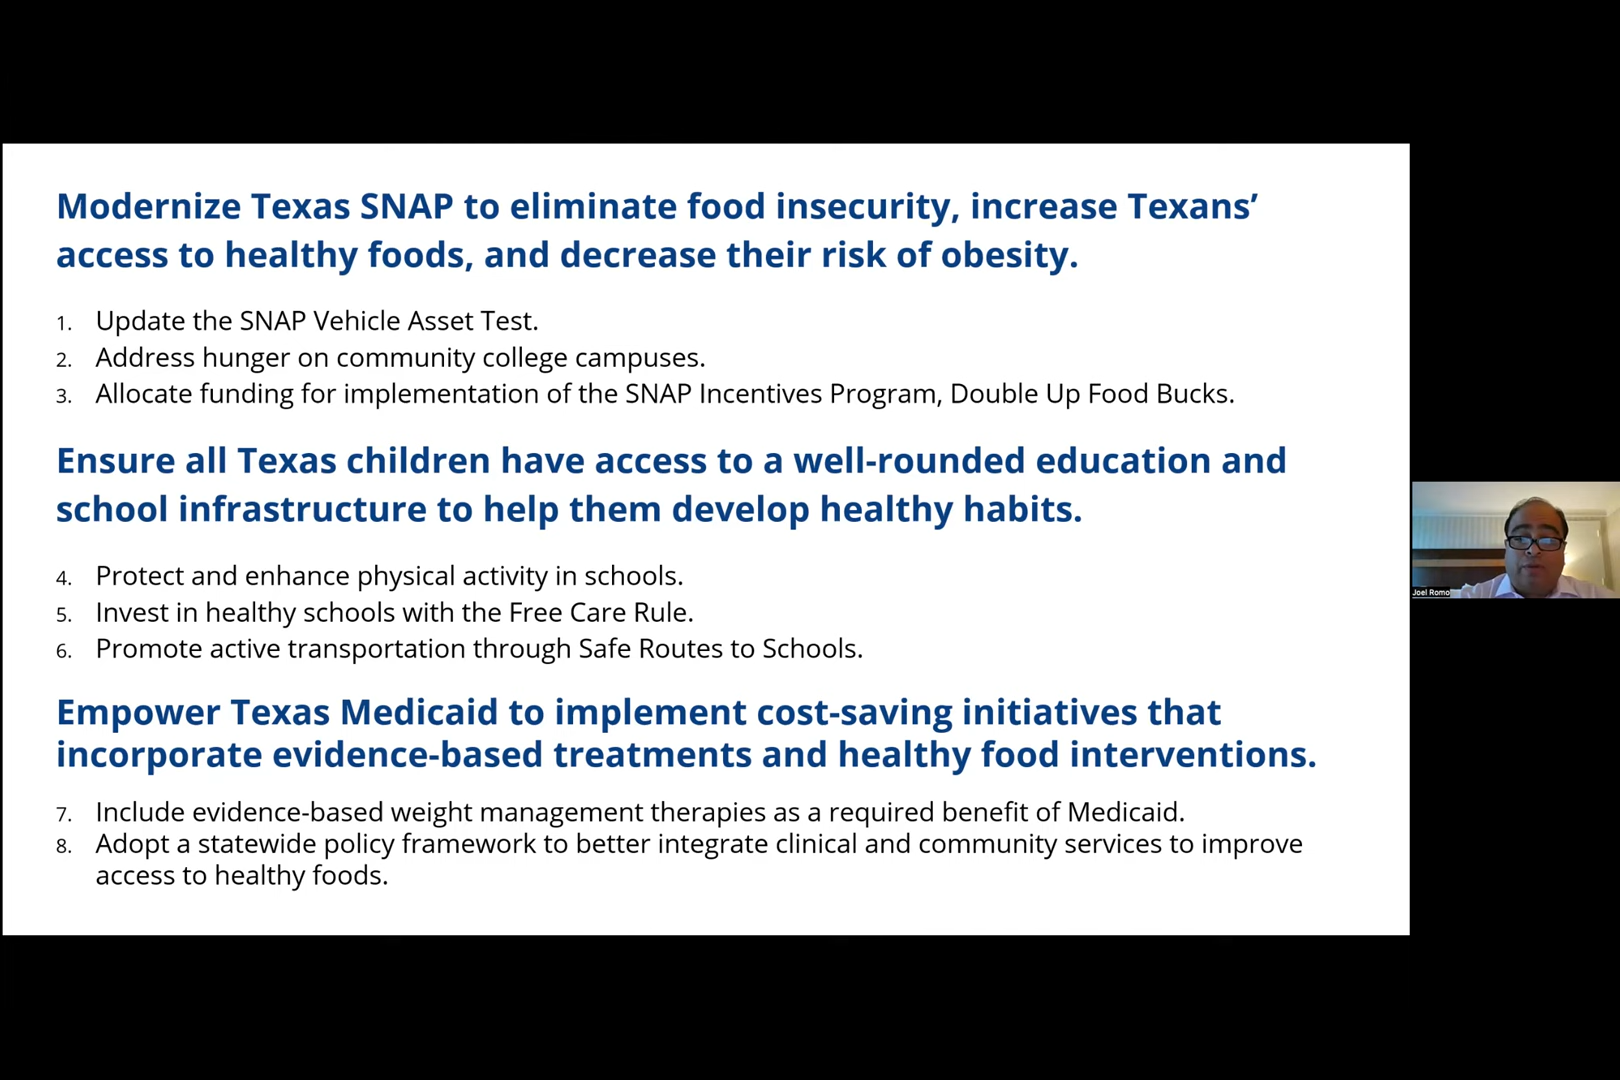 Modernize Texas SNAP to eliminate food insecurity, increase Texans’
access to healthy foods, and decrease their risk of obesity.
1. Update the SNAP Vehicle Asset Test.
2. Address hunger on community college campuses.
3. Allocate funding for implementation of the SNAP Incentives Program, Double Up Food Bucks.
Ensure all Texas children have access to a well-rounded education and
school infrastructure to help them develop healthy habits.
4. Protect and enhance physical activity in schools.
5. Invest in healthy schools with the Free Care Rule.
6. Promote active transportation through Safe Routes to Schools.
Empower Texas Medicaid to implement cost-saving initiatives that
incorporate evidence-based treatments and healthy food interventions.
7. Include evidence-based weight management therapies as a required benefit of Medicaid.
8. Adopt a statewide policy framework to better integrate clinical and community services to improve
access to healthy foods.
Joel Romo